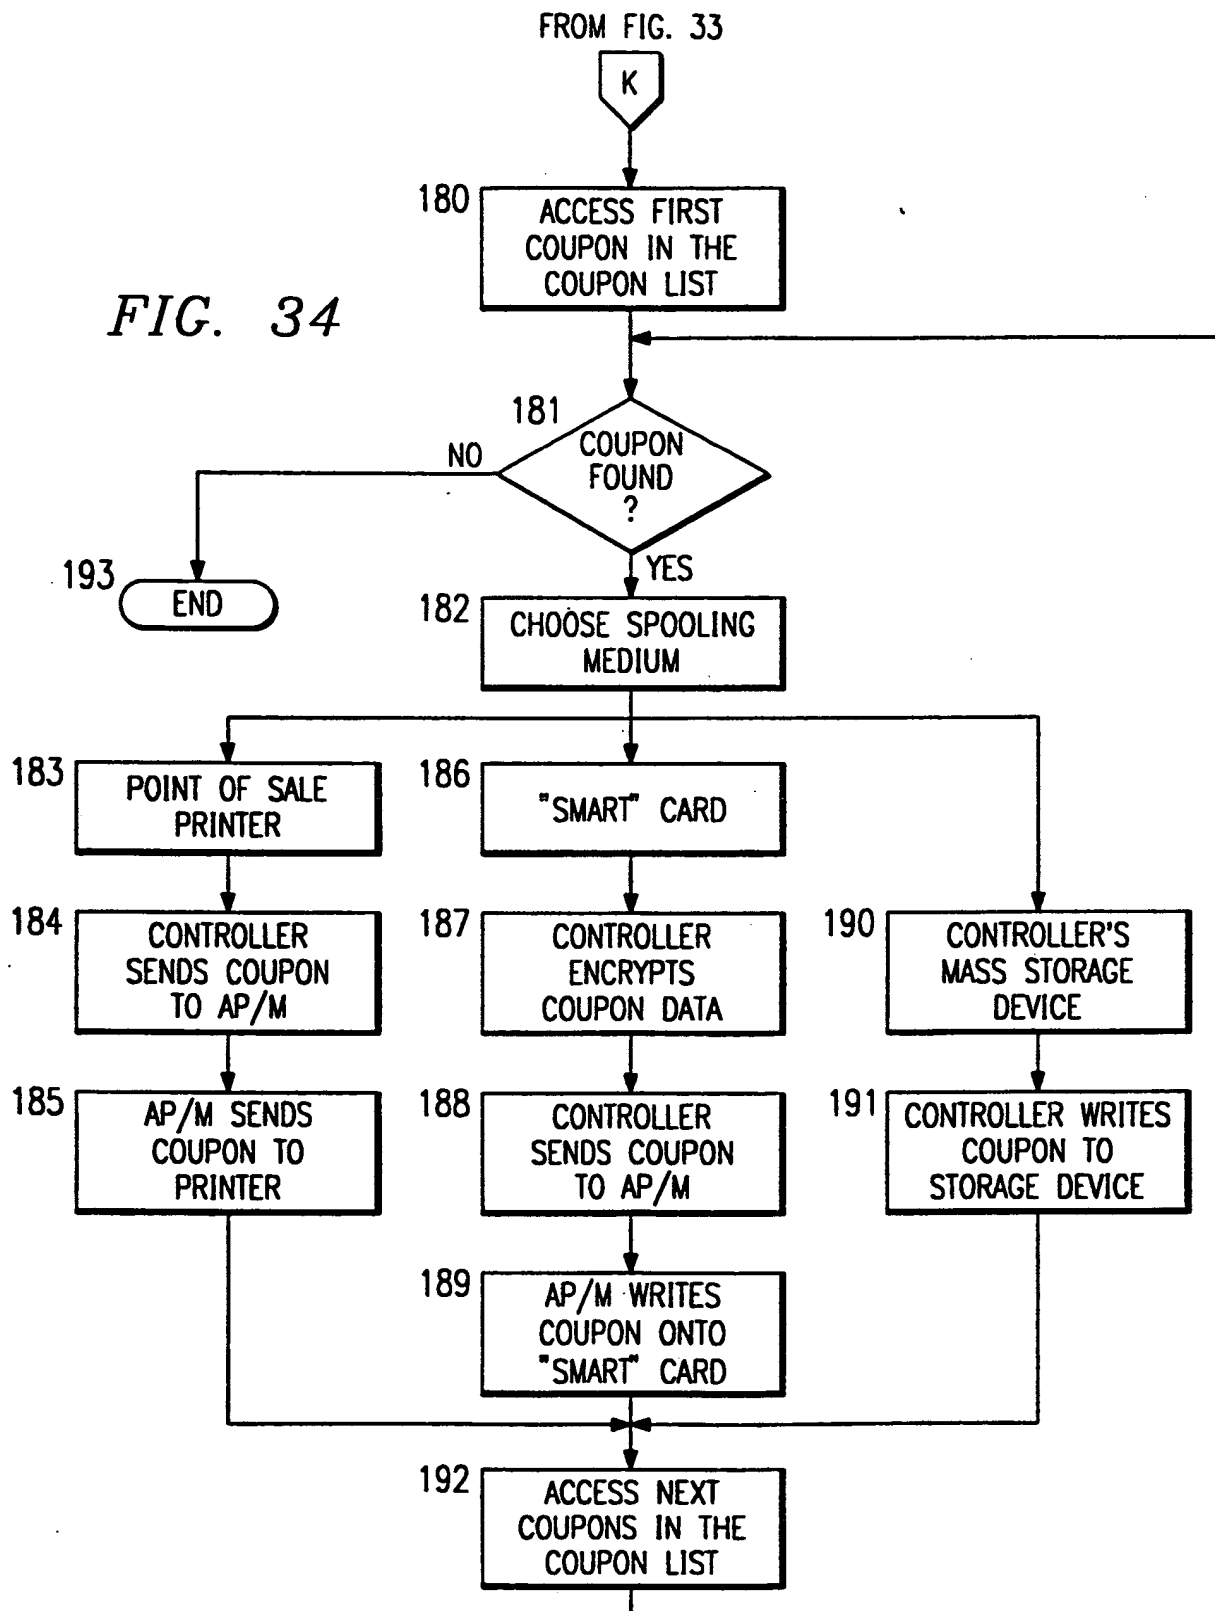 FROM FIG. 33
K
180
ACCESS FIRST
COUPON IN THE
COUPON LIST
FIG. 34
181
COUPON
FOUND
?
NO
YES
193
END
182
CHOOSE SPOOLING
MEDIUM
183
POINT OF SALE
PRINTER
186
"SMART" CARD
184
CONTROLLER
SENDS COUPON
TO AP/M
187
CONTROLLER
ENCRYPTS
COUPON DATA
190
CONTROLLER'S
MASS STORAGE
DEVICE
185
AP/M SENDS
COUPON TO
PRINTER
188
CONTROLLER
SENDS COUPON
TO AP/M
191
CONTROLLER WRITES
COUPON TO
STORAGE DEVICE
189
AP/M WRITES
COUPON ONTO
"SMART" CARD
192
ACCESS NEXT
COUPONS IN THE
COUPON LIST